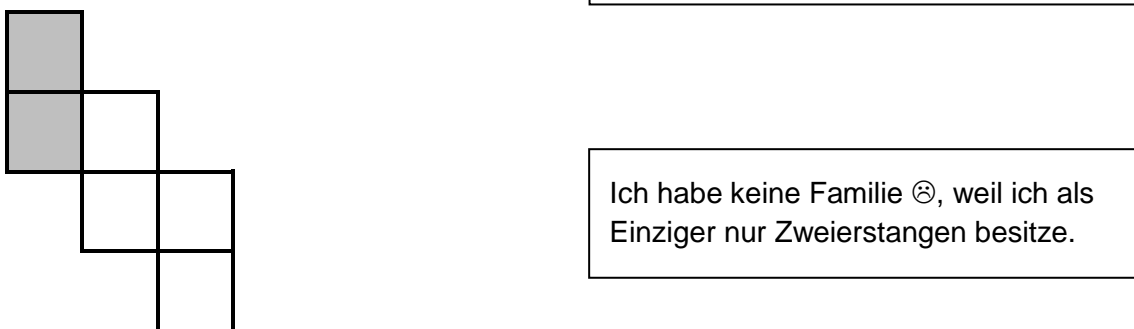 Ich habe keine Familie ☹, weil ich als
Einziger nur Zweierstangen besitze.